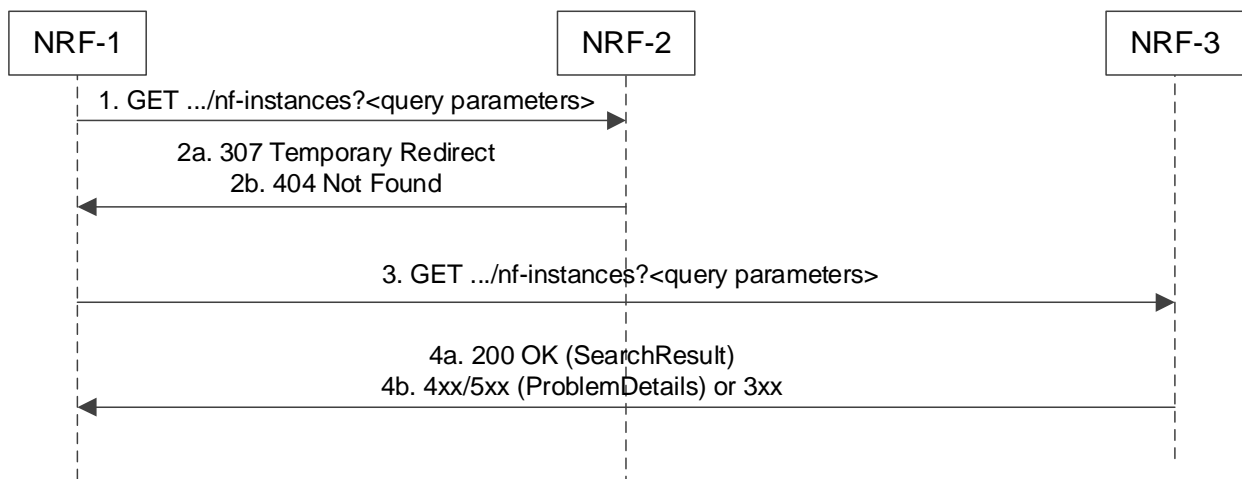 NRF-1
NRF-2
NRF-3
1. GET .../nf-instances?<query parameters>
2a. 307 Temporary Redirect
2b. 404 Not Found
3. GET .../nf-instances?<query parameters>
4a. 200 OK (SearchResult)
4b. 4xx/5xx (ProblemDetails) or 3xx